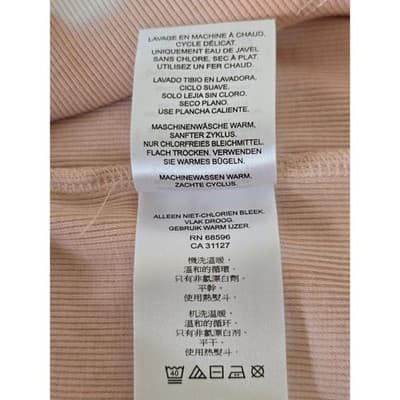 LAVAGE EN MACHINE À CHAUD,
CYCLE DÉLICAT.
UNIQUEMENT EAU DE JAVEL
SANS CHLORE. SEC À PLAT.
UTILISEZ UN FER CHAUD.
LAVADO TIBIO EN LAVADORA.
CICLO SUAVE.
SOLO LEJIA SIN CLORO.
SECO PLANO.
USE PLANCHA CALIENTE.
MASCHINENWÄSCHE WARM,
SANFTER ZYKLUS.
NUR CHLORFREIES BLEICHMITTEL.
FLACH TROCKEN. VERWENDEN
SIE WARMES BÜGELN.
MACHINEWASSEN WARM.
ZACHTE CYCLUS.
ALLEEN NIET-CHLORIEN BLEEK.
VLAK DROOG.
GEBRUIK WARM IJZER.
RN 68596
CA 31127
機洗溫暖,
溫和的循環.
只有非氯漂白劑.
平幹.
使用熱熨斗.
机洗温暖,
温和的循环.
只有非氯漂白剂.
平干.
使用热熨斗.
40